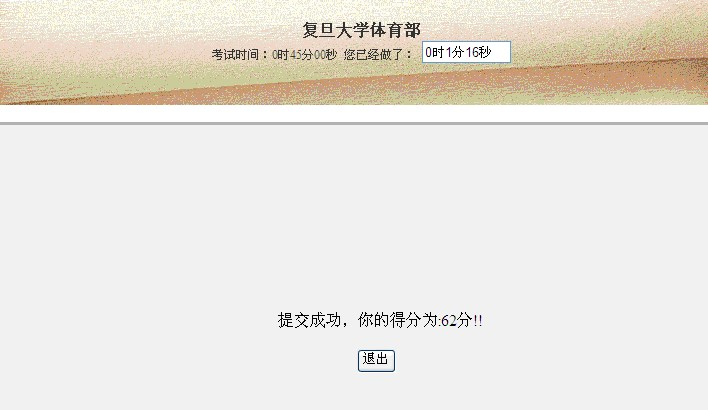 复旦大学体育部
考试时间：0时45分00秒 您已经做了： 0时1分16秒
提交成功，你的得分为:62分!!
退出